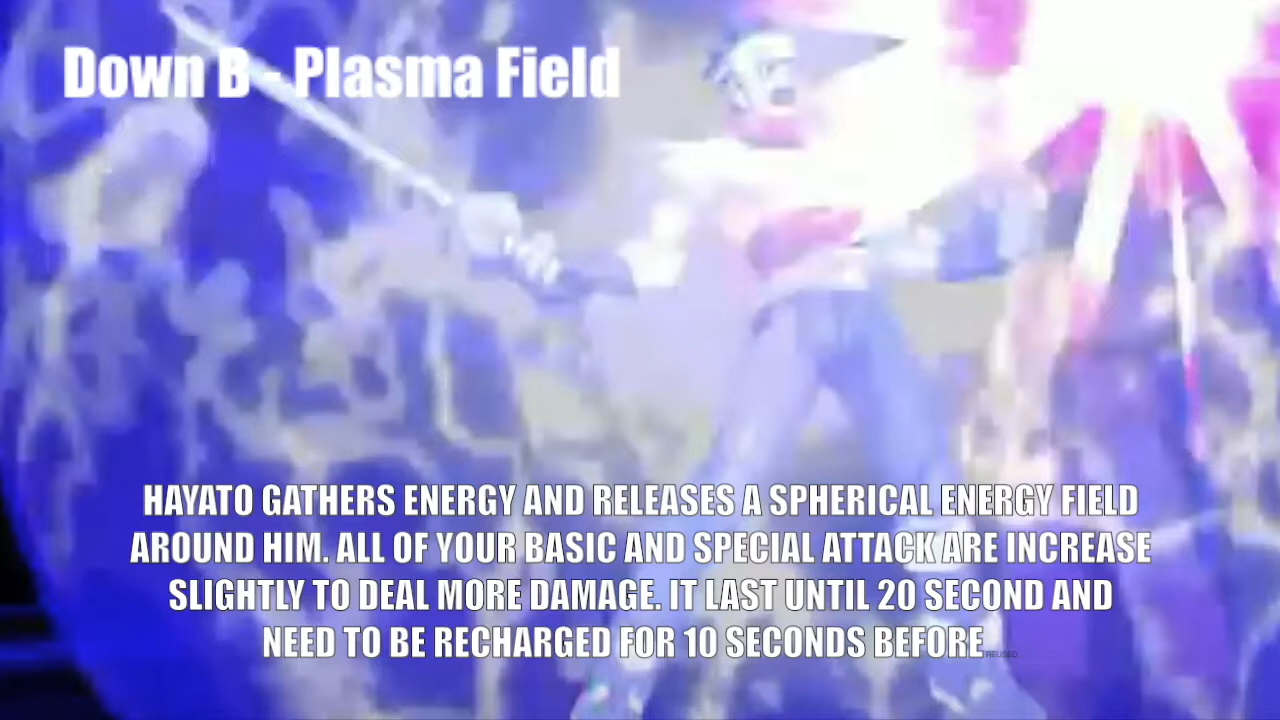 Down B - Plasma Field
HAYATO GATHERS ENERGY AND RELEASES A SPHERICAL ENERGY FIELD
AROUND HIM. ALL OF YOUR BASIC AND SPECIAL ATTACK ARE INCREASE
SLIGHTLY TO DEAL MORE DAMAGE. IT LAST UNTIL 20 SECOND AND
NEED TO BE RECHARGED FOR 10 SECONDS BEFORE REUSED